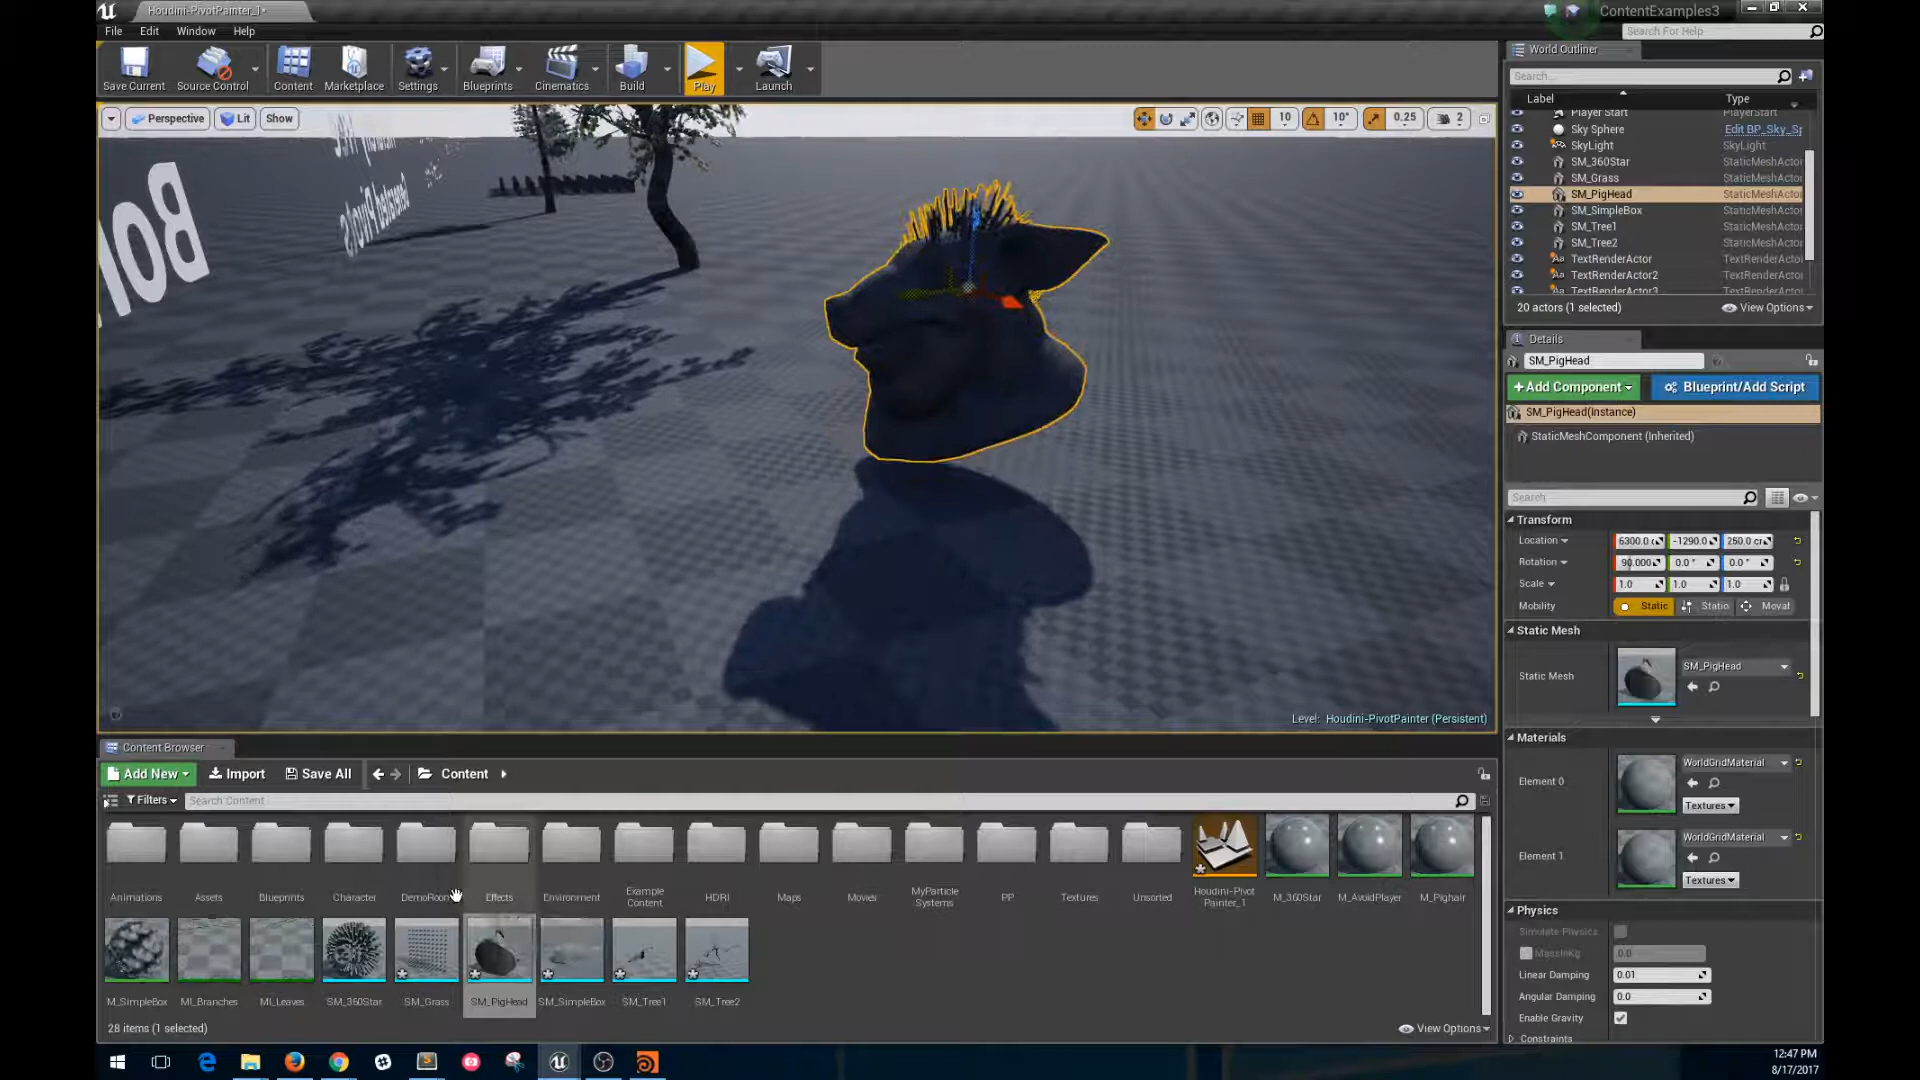 Houdini-PivotPainter_1*
ContentExamples3
File Edit Window Help
Search For Help
Save Current Source Control Content Marketplace Settings Blueprints Cinematics Build Play Launch
World Outliner
Search...
Label Type
Player Start PlayerStart
Sky Sphere Edit BP_Sky_Sp
SkyLight SkyLight
SM_360Star StaticMeshActor
SM_Grass StaticMeshActor
SM_PigHead StaticMeshActor
SM_SimpleBox StaticMeshActor
SM_Tree1 StaticMeshActor
SM_Tree2 StaticMeshActor
TextRenderActor TextRenderActor
TextRenderActor2 TextRenderActor
TextRenderActor3
20 actors (1 selected) View Options
Perspective Lit Show
10 10° 0.25 2
Level: Houdini-PivotPainter (Persistent)
Details
SM_PigHead
+Add Component Blueprint/Add Script
SM_PigHead(Instance)
StaticMeshComponent (Inherited)
Search
Transform
Location 6300.0 c -1290.0 250.0 cr
Rotation 90.000 0.0 ° 0.0 °
Scale 1.0 1.0 1.0
Mobility Static Statio Movat
Static Mesh
Static Mesh SM_PigHead
Materials
Element 0 WorldGridMaterial
Textures
Element 1 WorldGridMaterial
Textures
Physics
Simulate Physics
MassInKg 0.0
Linear Damping 0.01
Angular Damping 0.0
Enable Gravity
Constraints
Content Browser
Add New Import Save All Content
Filters Search Content
Animations Assets Blueprints Character DemoRoom Effects Environment Example Content HDRI Maps Movies MyParticle Systems PP Textures Unsorted Houdini-Pivot Painter_1 M_360Star M_AvoidPlayer M_Pighair
M_SimpleBox MI_Branches MI_Leaves SM_360Star SM_Grass SM_PigHead SM_SimpleBox SM_Tree1 SM_Tree2
28 items (1 selected) View Options
12:47 PM
8/17/2017